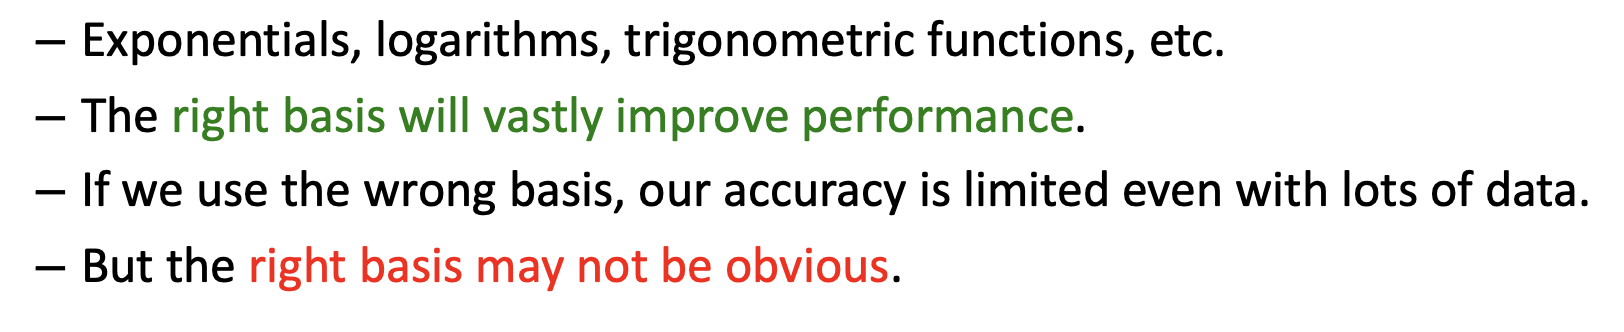 – Exponentials, logarithms, trigonometric functions, etc.
– The right basis will vastly improve performance.
– If we use the wrong basis, our accuracy is limited even with lots of data.
– But the right basis may not be obvious.